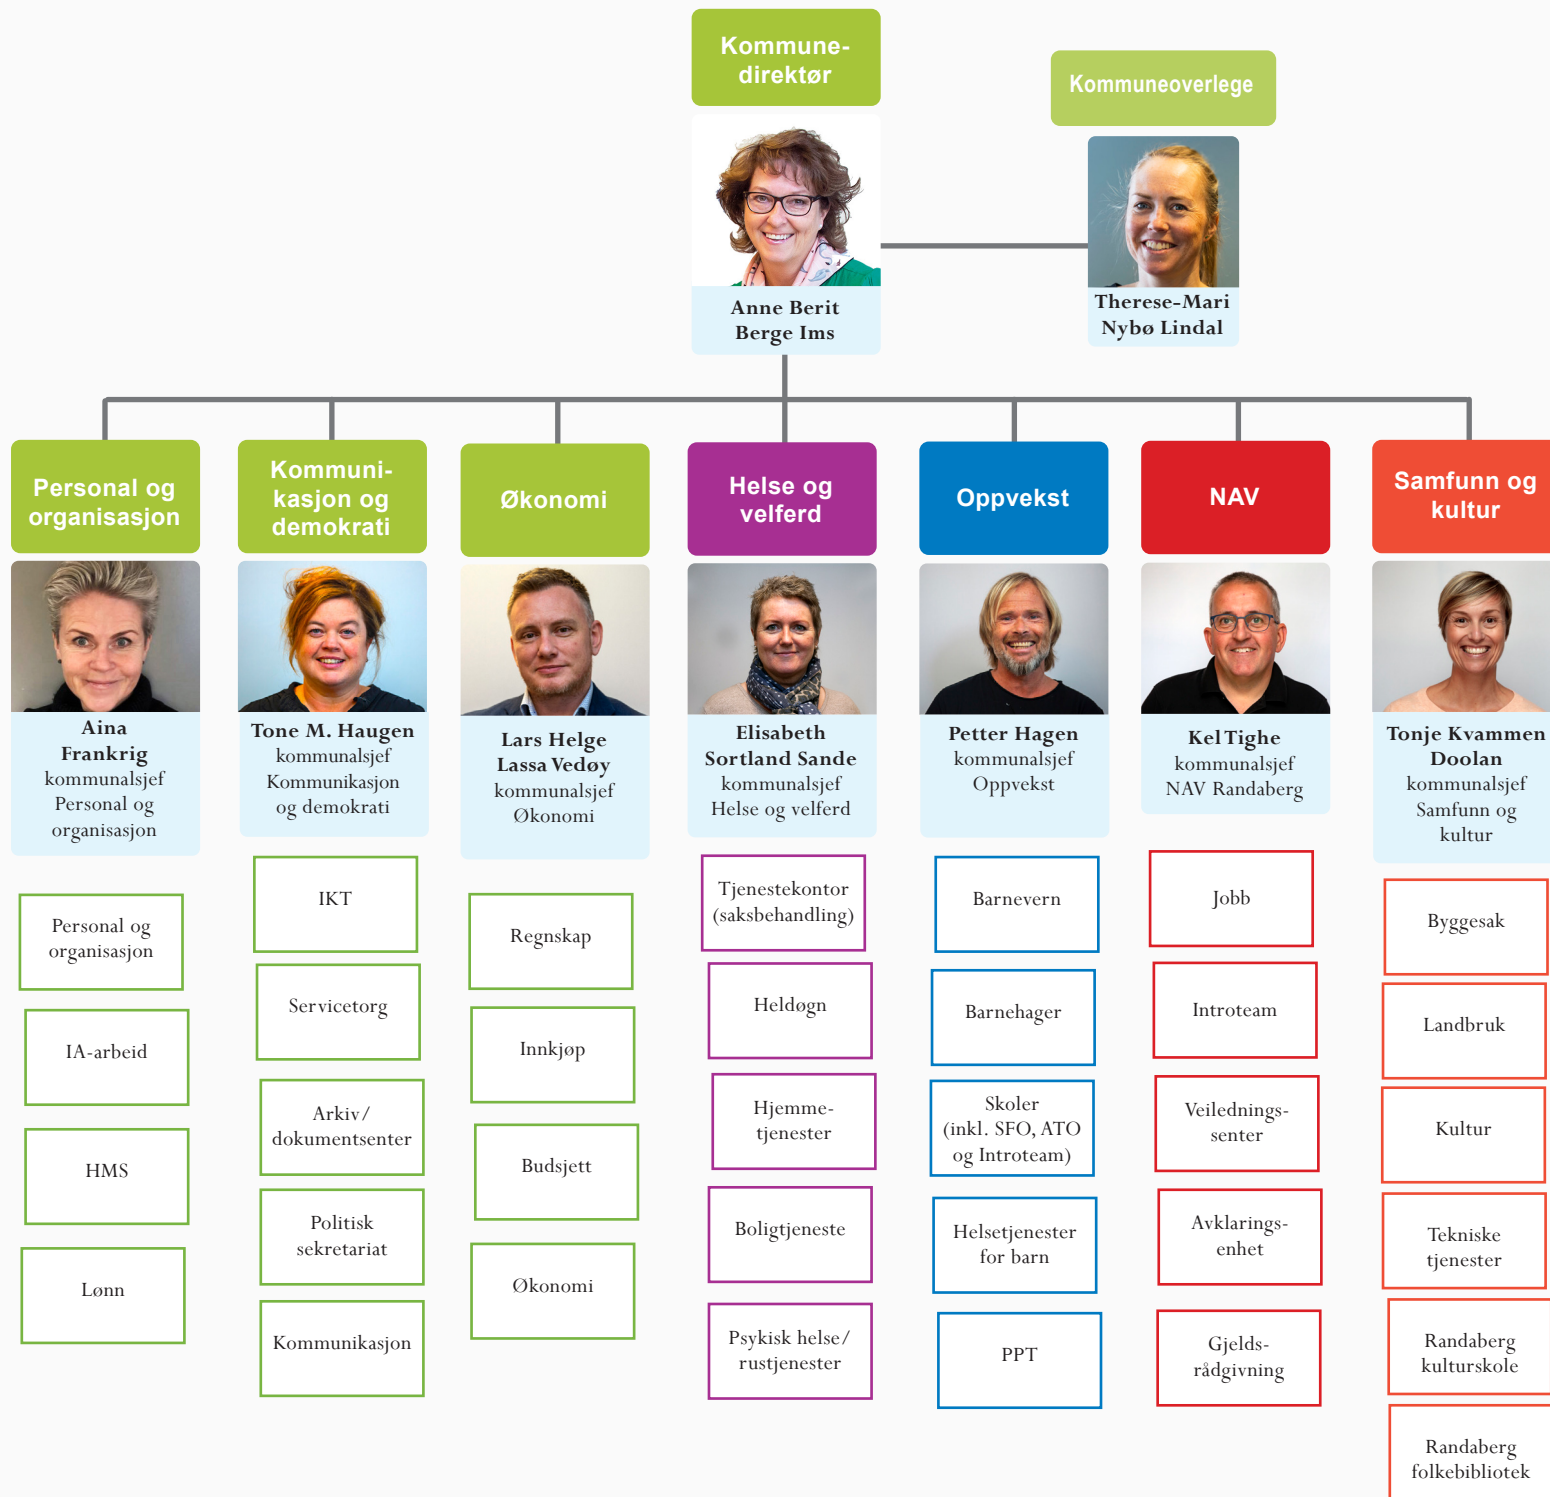 Kommune-
direktør
Kommuneoverlege
Anne Berit
Berge Ims
Therese-Mari
Nybø Lindal
Personal og
organisasjon
Aina
Frankrig
kommunalsjef
Personal og
organisasjon
Personal og
organisasjon
IA-arbeid
HMS
Lønn
Kommuni-
kasjon og
demokrati
Tone M. Haugen
kommunalsjef
Kommunikasjon
og demokrati
IKT
Servicetorg
Arkiv/
dokumentsenter
Politisk
sekretariat
Kommunikasjon
Økonomi
Lars Helge
Lassa Vedøy
kommunalsjef
Økonomi
Regnskap
Innkjøp
Budsjett
Økonomi
Helse og
velferd
Elisabeth
Sortland Sande
kommunalsjef
Helse og velferd
Tjenestekontor
(saksbehandling)
Heldøgn
Hjemme-
tjenester
Boligtjeneste
Psykisk helse/
rustjenester
Oppvekst
Petter Hagen
kommunalsjef
Oppvekst
Barnevern
Barnehager
Skoler
(inkl. SFO, ATO
og Introteam)
Helsetjenester
for barn
PPT
NAV
Kel Tighe
kommunalsjef
NAV Randaberg
Jobb
Introteam
Veilednings-
senter
Avklarings-
enhet
Gjelds-
rådgivning
Samfunn og
kultur
Tonje Kvammen
Doolan
kommunalsjef
Samfunn og
kultur
Byggesak
Landbruk
Kultur
Tekniske
tjenester
Randaberg
kulturskole
Randaberg
folkebibliotek